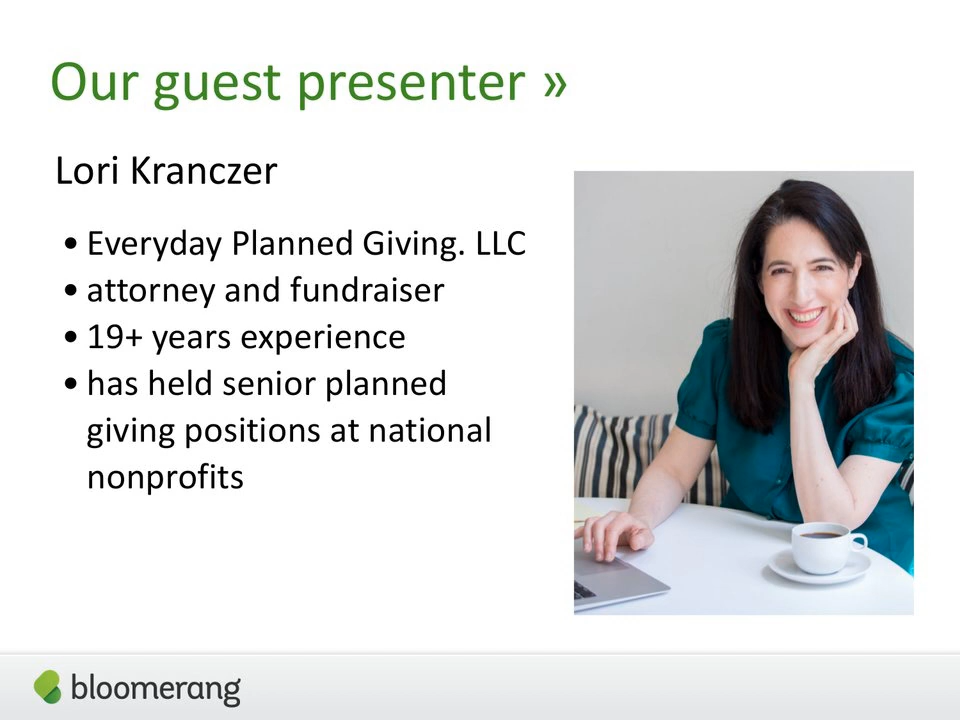 Our guest presenter »
Lori Kranczer
• Everyday Planned Giving. LLC
• attorney and fundraiser
• 19+ years experience
• has held senior planned
giving positions at national
nonprofits
bloomerang